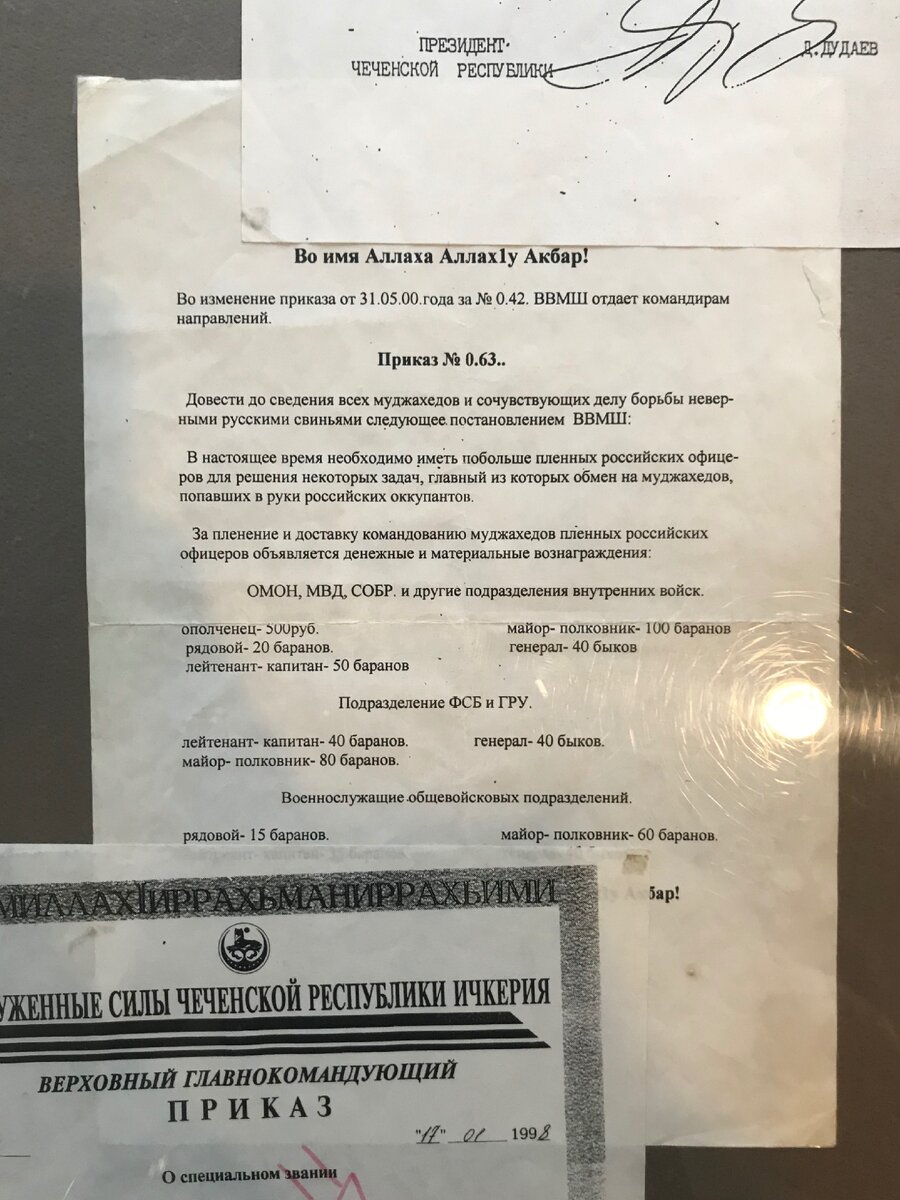 ПРЕЗИДЕНТ
ЧЕЧЕНСКОЙ РЕСПУБЛИКИ
Д.ДУДАЕВ
Во имя Аллаха Аллах1у Акбар!
Во изменение приказа от 31.05.00.года за № 0.42. ВВМШ отдает командирам
направлений.
Приказ № 0.63..
Довести до сведения всех муджахедов и сочувствующих делу борьбы невер-
ными русскими свиньями следующее постановлением ВВМШ:
В настоящее время необходимо иметь побольше пленных российских офице-
ров для решения некоторых задач, главный из которых обмен на муджахедов,
попавших в руки российских оккупантов.
За пленение и доставку командованию муджахедов пленных российских
офицеров объявляется денежные и материальные вознаграждения:
ОМОН, МВД, СОБР. и другие подразделения внутренних войск.
ополченец- 500руб. майор- полковник- 100 баранов
рядовой- 20 баранов. генерал- 40 быков
лейтенант- капитан- 50 баранов
Подразделение ФСБ и ГРУ.
лейтенант- капитан- 40 баранов. генерал- 40 быков.
майор- полковник- 80 баранов.
Военнослужащие общевойсковых подразделений.
рядовой- 15 баранов. майор- полковник- 60 баранов.
1у Акбар!
МИЛЛАХIИРРАХЬМАНИРРАХЬИМИ
УЖЕННЫЕ СИЛЫ ЧЕЧЕНСКОЙ РЕСПУБЛИКИ ИЧКЕРИЯ
ВЕРХОВНЫЙ ГЛАВНОКОМАНДУЮЩИЙ
ПРИКАЗ
"17" 01 1998
О специальном звании